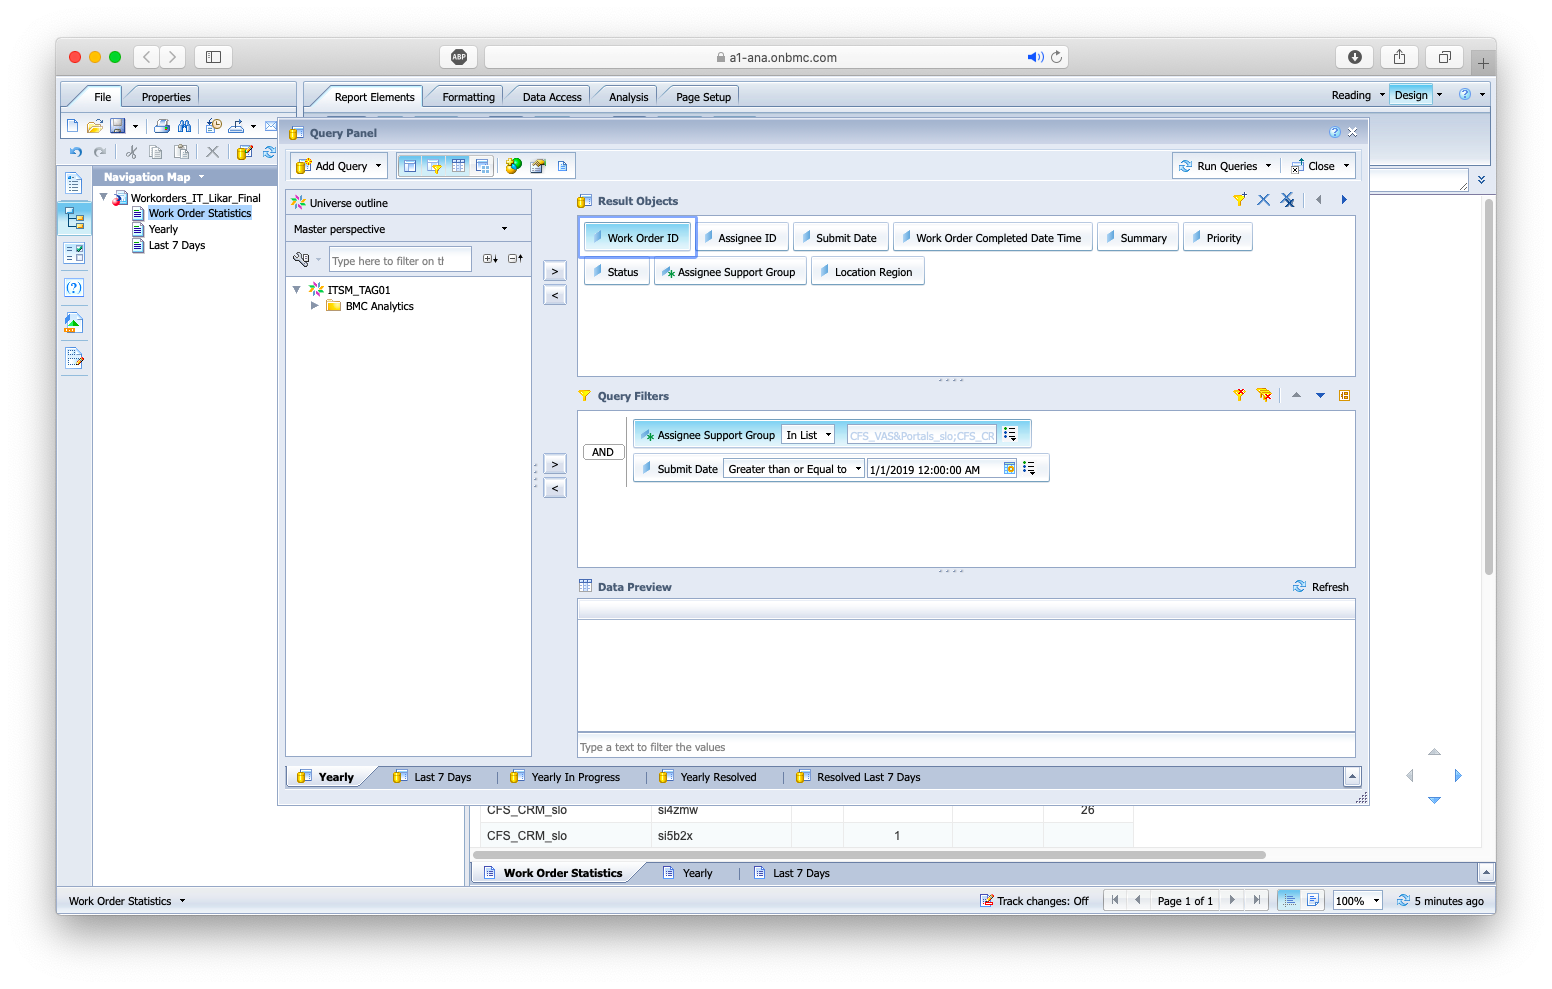 ABP
a1-ana.onbmc.com
File
Properties
Report Elements
Formatting
Data Access
Analysis
Page Setup
Reading
Design
Query Panel
Add Query
Run Queries
Close
Navigation Map
Workorders_IT_Likar_Final
Work Order Statistics
Yearly
Last 7 Days
Universe outline
Master perspective
Type here to filter on tl
ITSM_TAG01
BMC Analytics
Result Objects
Work Order ID
Assignee ID
Submit Date
Work Order Completed Date Time
Summary
Priority
Status
Assignee Support Group
Location Region
>
<
Query Filters
AND
Assignee Support Group In List CFS_VAS&Portals_slo;CFS_CR
Submit Date Greater than or Equal to 1/1/2019 12:00:00 AM
>
<
Data Preview
Refresh
Type a text to filter the values
Yearly
Last 7 Days
Yearly In Progress
Yearly Resolved
Resolved Last 7 Days
CFS_CRM_slo si4zmw 26
CFS_CRM_slo si5b2x 1
Work Order Statistics
Yearly
Last 7 Days
Work Order Statistics
Track changes: Off
Page 1 of 1
100%
5 minutes ago